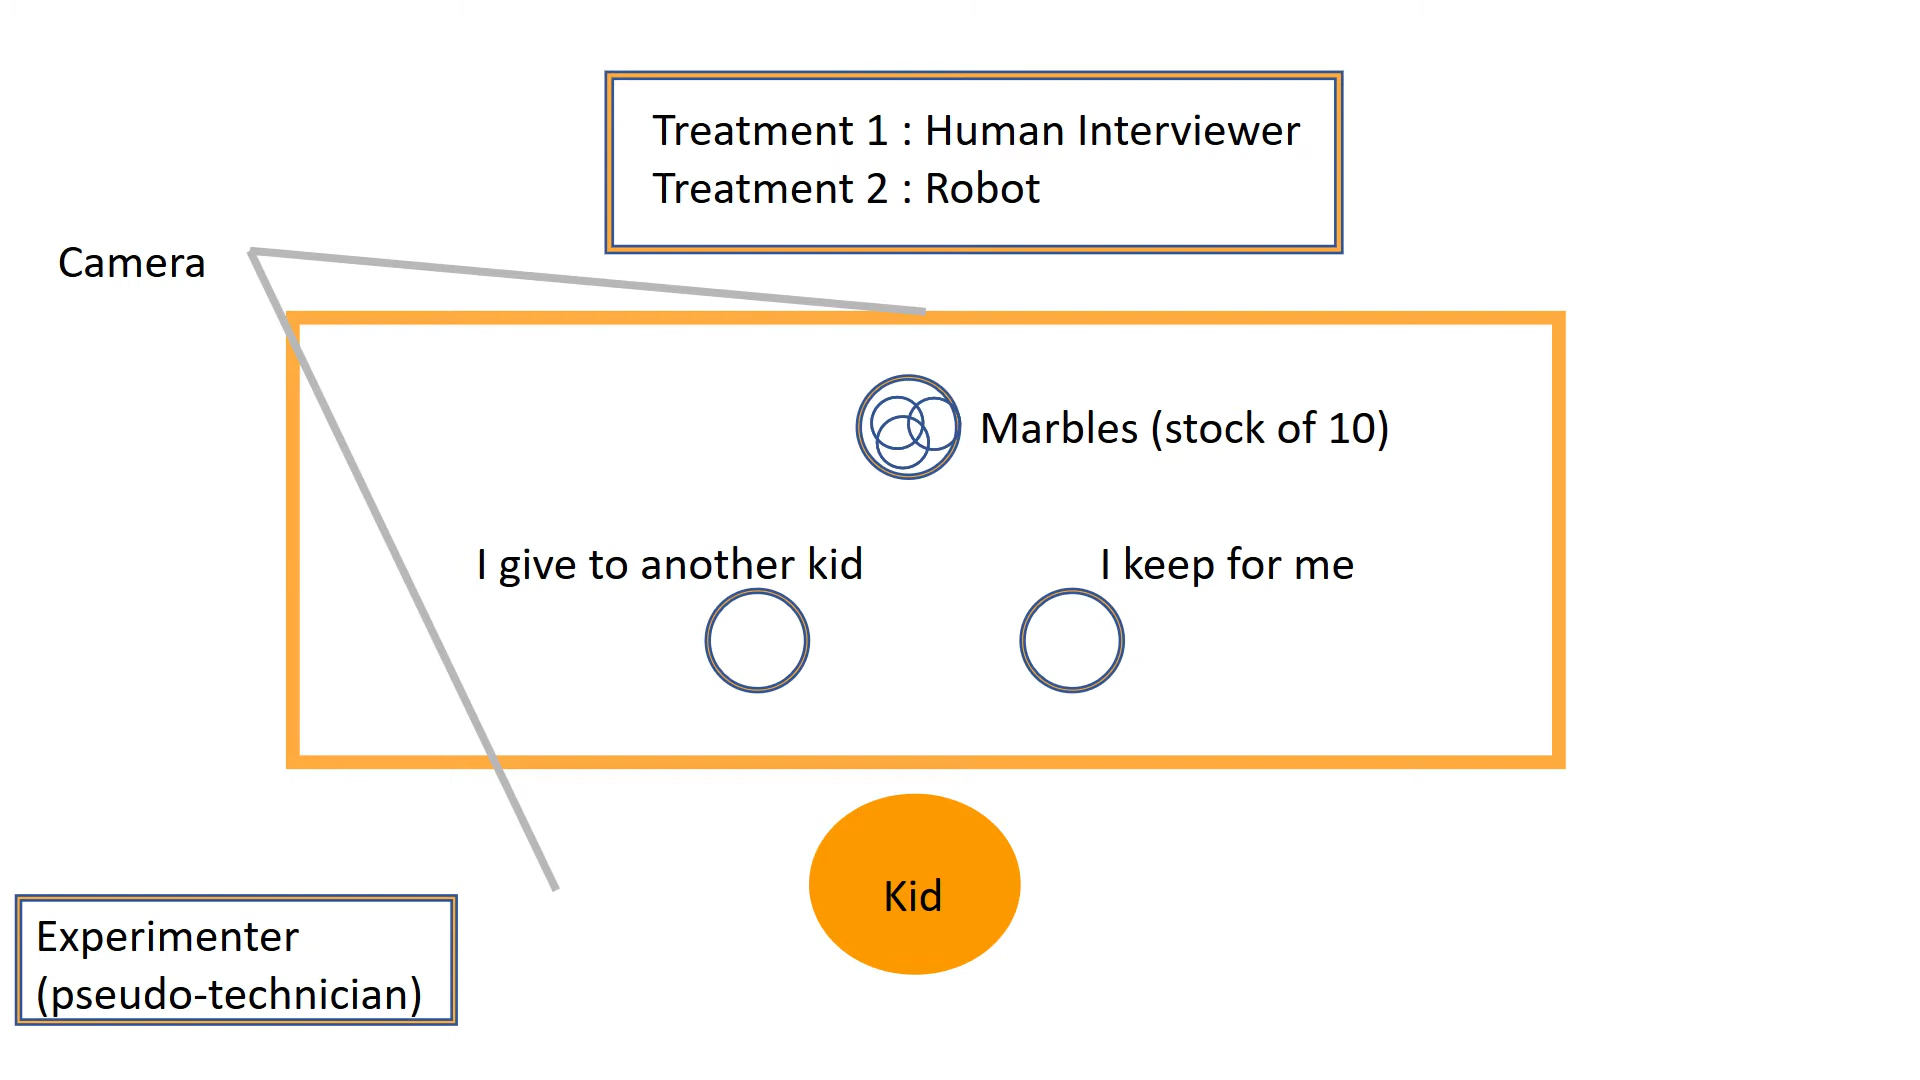 Treatment 1 : Human Interviewer
Treatment 2 : Robot
Camera
Marbles (stock of 10)
I give to another kid
I keep for me
Kid
Experimenter
(pseudo-technician)